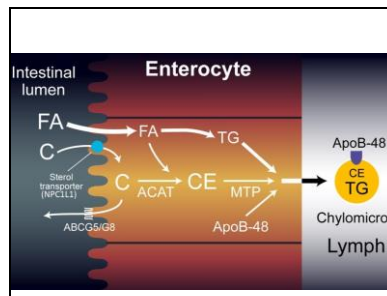 Intestinal
lumen
Enterocyte
FA
FA
TG
C
Sterol
transporter
(NPC1L1)
C
ACAT
CE
MTP
ApoB-48
ABCG5/G8
ApoB-48
CE
TG
Chylomicro
Lymph